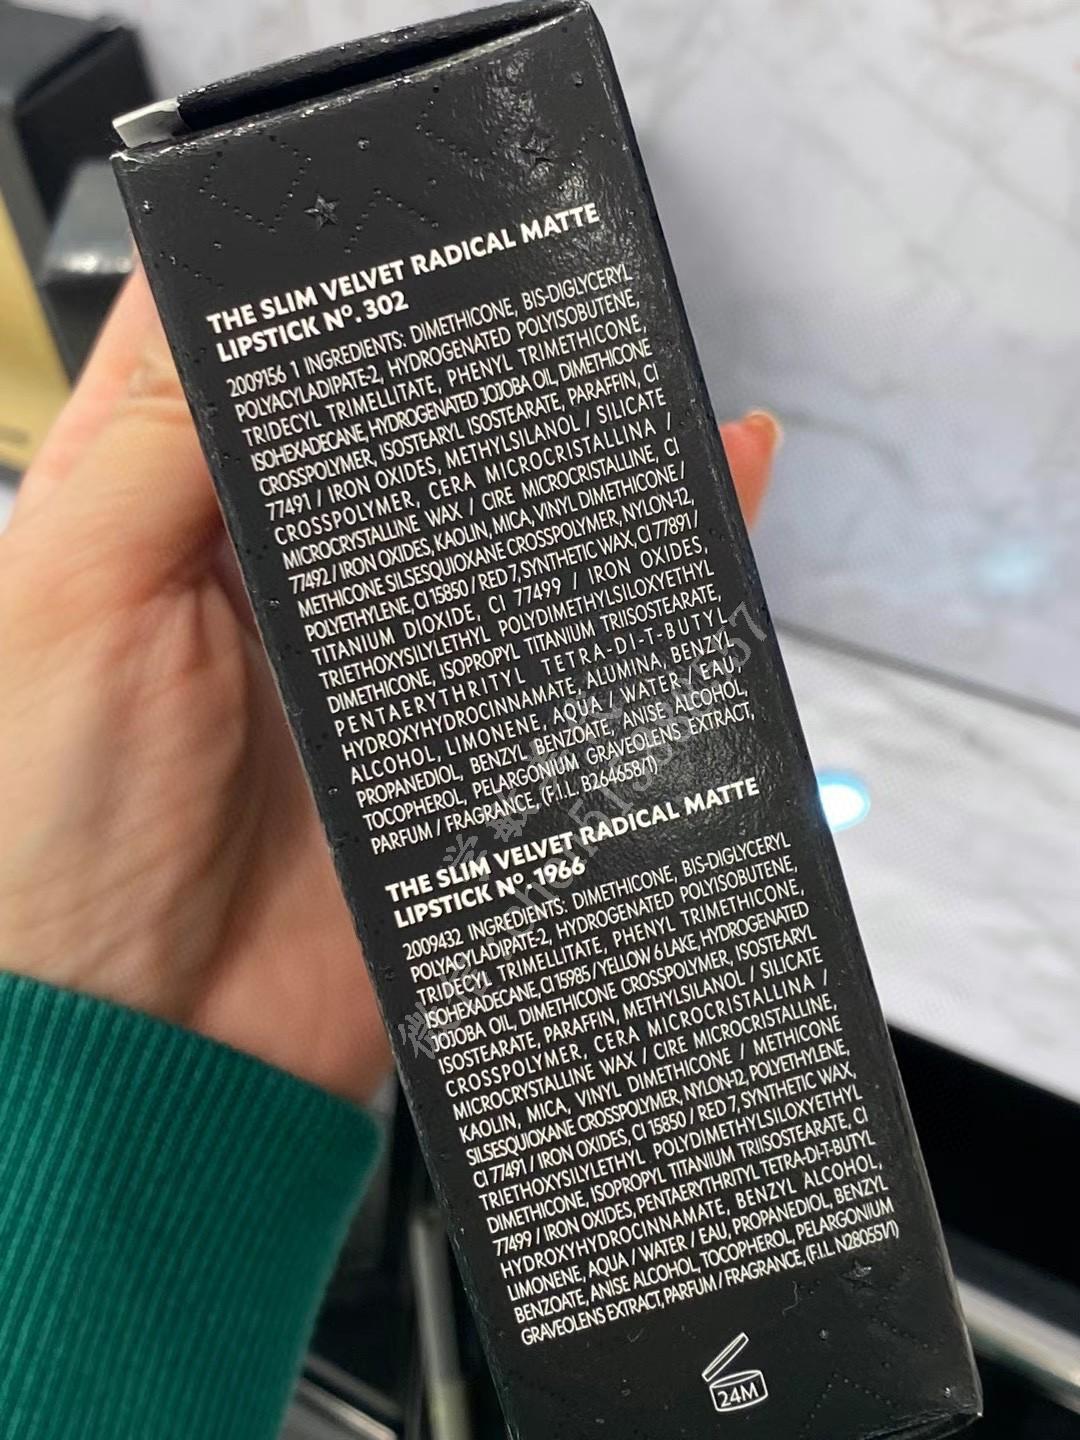 THE SLIM VELVET RADICAL MATTE
LIPSTICK Nº. 302
2009156 1 INGREDIENTS: DIMETHICONE, BIS-DIGLYCERYL
POLYACYLADIPATE-2, HYDROGENATED POLYISOBUTENE,
TRIDECYL TRIMELLITATE, PHENYL TRIMETHICONE,
ISOHEXADECANE, HYDROGENATED JOJOBA OIL, DIMETHICONE
CROSSPOLYMER, ISOSTEARYL ISOSTEARATE, PARAFFIN, CI
77491 / IRON OXIDES, METHYLSILANOL / SILICATE
CROSSPOLYMER, CERA MICROCRISTALLINA /
MICROCRYSTALLINE WAX / CIRE MICROCRISTALLINE, CI
77492 / IRON OXIDES, KAOLIN, MICA, VINYL DIMETHICONE /
METHICONE SILSESQUIOXANE CROSSPOLYMER, NYLON-12,
POLYETHYLENE, CI 15850 / RED 7, SYNTHETIC WAX, CI 77891 /
TITANIUM DIOXIDE, CI 77499 / IRON OXIDES,
TRIETHOXYSILYLETHYL POLYDIMETHYLSILOXYETHYL
DIMETHICONE, ISOPROPYL TITANIUM TRIISOSTEARATE,
PENTAERYTHRITYL TETRA-DI-T-BUTYL
HYDROXYHYDROCINNAMATE, ALUMINA, BENZYL
ALCOHOL, LIMONENE, AQUA / WATER / EAU,
PROPANEDIOL, BENZYL BENZOATE, ANISE ALCOHOL,
TOCOPHEROL, PELARGONIUM GRAVEOLENS EXTRACT,
PARFUM / FRAGRANCE, (F.I.L. B264658/1)
THE SLIM VELVET RADICAL MATTE
LIPSTICK Nº 1966
2009432 INGREDIENTS: DIMETHICONE, BIS-DIGLYCERYL
POLYACYLADIPATE-2, HYDROGENATED POLYISOBUTENE,
TRIDECYL TRIMELLITATE, PHENYL TRIMETHICONE,
ISOHEXADECANE, CI 15985 / YELLOW 6 LAKE, HYDROGENATED
JOJOBA OIL, DIMETHICONE CROSSPOLYMER, ISOSTEARYL
ISOSTEARATE, PARAFFIN, METHYLSILANOL / SILICATE
CROSSPOLYMER, CERA MICROCRISTALLINA /
MICROCRYSTALLINE WAX / CIRE MICROCRISTALLINE,
KAOLIN, MICA, VINYL DIMETHICONE / METHICONE
SILSESQUIOXANE CROSSPOLYMER, NYLON-12, POLYETHYLENE,
CI 77491 / IRON OXIDES, CI 15850 / RED 7, SYNTHETIC WAX,
TRIETHOXYSILYLETHYL POLYDIMETHYLSILOXYETHYL
DIMETHICONE, ISOPROPYL TITANIUM TRIISOSTEARATE, CI
77499 / IRON OXIDES, PENTAERYTHRITYL TETRA-DI-T-BUTYL
HYDROXYHYDROCINNAMATE, BENZYL ALCOHOL,
LIMONENE, AQUA / WATER / EAU, PROPANEDIOL, BENZYL
BENZOATE, ANISE ALCOHOL, TOCOPHEROL, PELARGONIUM
GRAVEOLENS EXTRACT, PARFUM / FRAGRANCE, (F.I.L. N280551/1)
24M